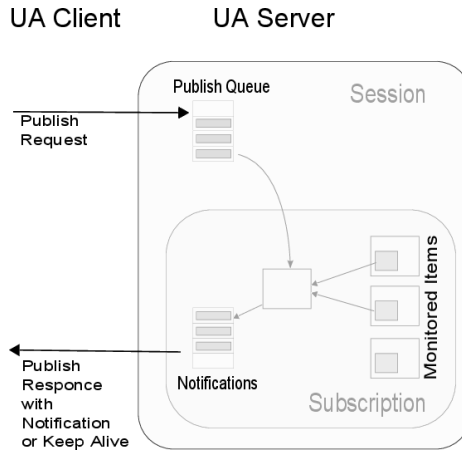 UA Client
UA Server
Publish Queue
Session
Publish
Request
Monitored Items
Notifications
Publish
Responce
with
Notification
or Keep Alive
Subscription